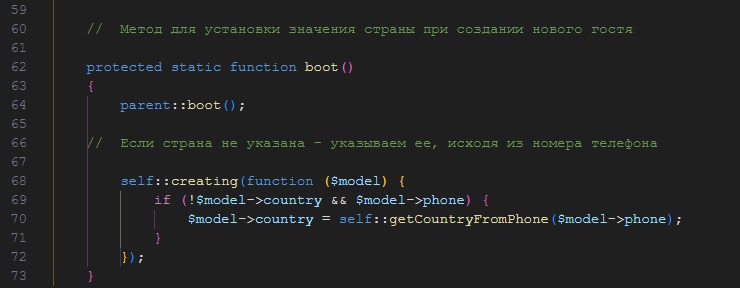 59
60 // Метод для установки значения страны при создании нового гостя
61
62 protected static function boot()
63 {
64 parent::boot();
65
66 // Если страна не указана - указываем ее, исходя из номера телефона
67
68 self::creating(function ($model) {
69 if (!$model->country && $model->phone) {
70 $model->country = self::getCountryFromPhone($model->phone);
71 }
72 });
73 }